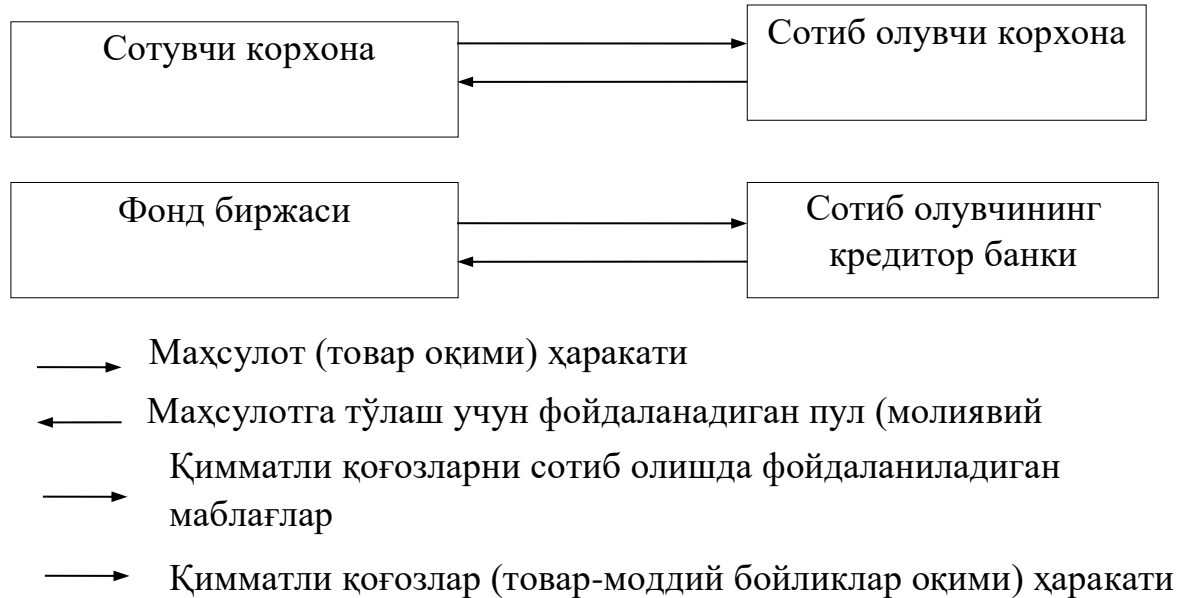 Сотувчи корхона
Сотиб олувчи корхона
Фонд биржаси
Сотиб олувчининг
кредитор банки
Маҳсулот (товар оқими) ҳаракати
Маҳсулотга тўлаш учун фойдаланадиган пул (молиявий
Қимматли қоғозларни сотиб олишда фойдаланиладиган
маблағлар
Қимматли қоғозлар (товар-моддий бойликлар оқими) ҳаракати